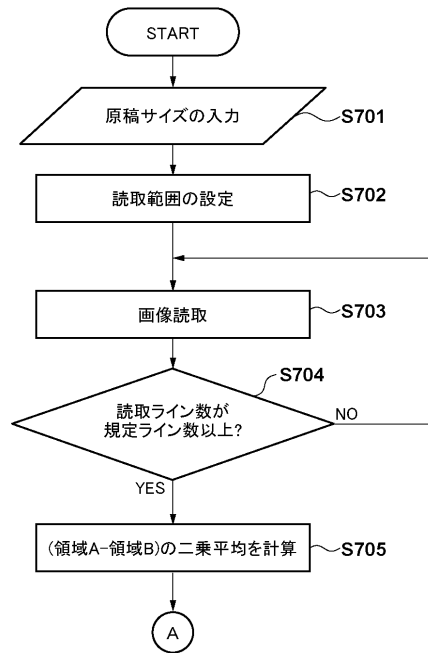 START
原稿サイズの入力
S701
読取範囲の設定
S702
画像読取
S703
S704
読取ライン数が
規定ライン数以上?
NO
YES
(領域A-領域B)の二乗平均を計算
S705
A